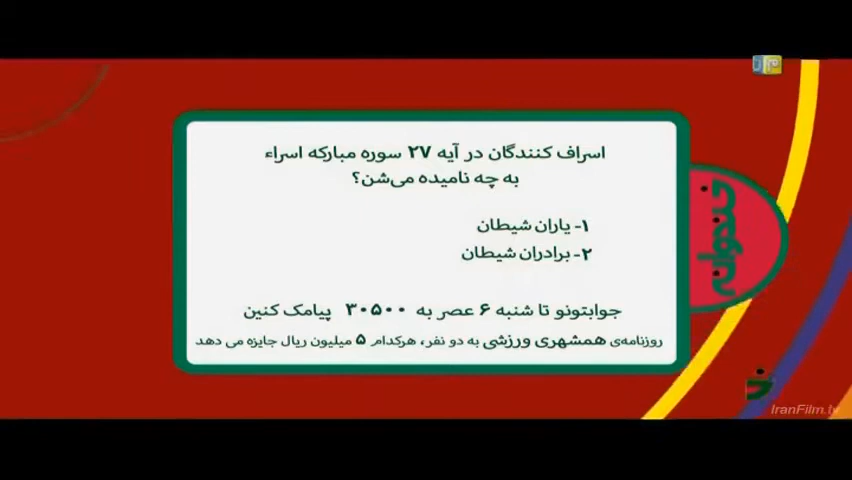 اسراف کنندگان در آیه ۲۷ سوره مبارکه اسراء
به چه نامیده می‌شن؟
۱- یاران شیطان
۲- برادران شیطان
جوابتونو تا شنبه ۶ عصر به ۳۰۵۰۰ پیامک کنین
روزنامه‌ی همشهری ورزشی به دو نفر، هرکدام ۵ میلیون ریال جایزه می دهد
خندوانه
IranFilm.tv